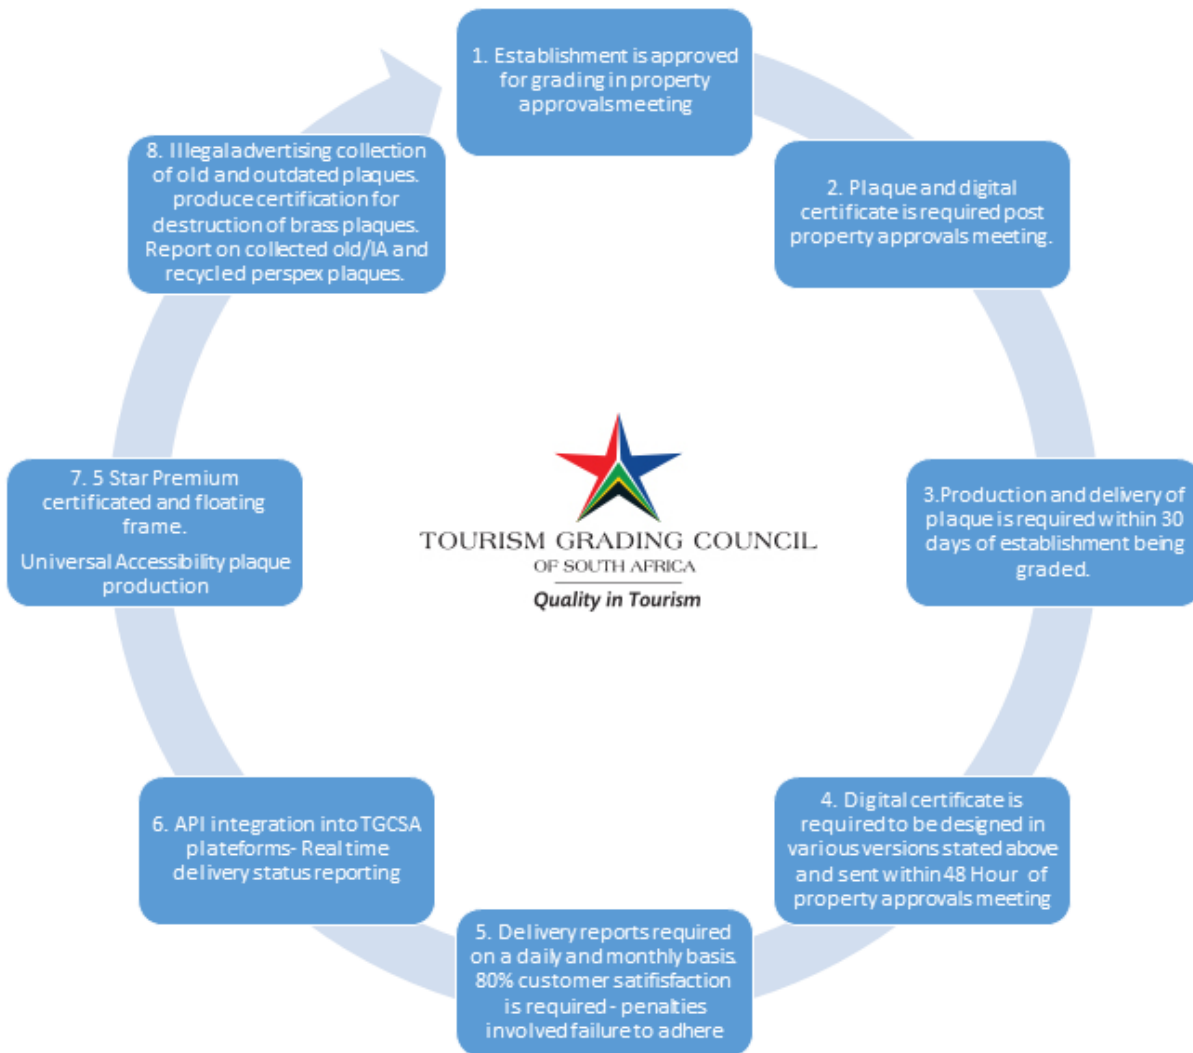 1. Establishment is approved
for grading in property
approvals meeting
2. Plaque and digital
certificate is required post
property approvals meeting.
3.Production and delivery of
plaque is required within 30
days of establishment being
graded.
4. Digital certificate is
required to be designed in
various versions stated above
and sent within 48 Hour of
property approvals meeting
5. Delivery reports required
on a daily and monthly basis.
80% customer satifisfaction
is required - penalties
involved failure to adhere
6. API integration into TGCSA
plateforms- Real time
delivery status reporting
7. 5 Star Premium
certificated and floating
frame.
Universal Accessibility plaque
production
8. Illegal advertising collection
of old and outdated plaques.
produce certification for
destruction of brass plaques.
Report on collected old/IA and
recycled perspex plaques.
TOURISM GRADING COUNCIL
OF SOUTH AFRICA
Quality in Tourism